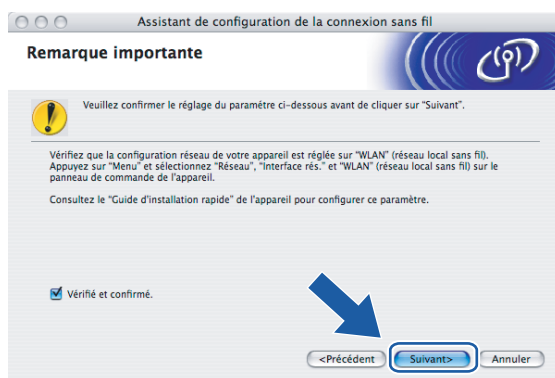 Assistant de configuration de la connexion sans fil
Remarque importante
Veuillez confirmer le réglage du paramètre ci-dessous avant de cliquer sur "Suivant".
Vérifiez que la configuration réseau de votre appareil est réglée sur "WLAN" (réseau local sans fil).
Appuyez sur "Menu" et sélectionnez "Réseau", "Interface rés." et "WLAN" (réseau local sans fil) sur le
panneau de commande de l'appareil.
Consultez le "Guide d'installation rapide" de l'appareil pour configurer ce paramètre.
Vérifié et confirmé.
<Précédent
Suivant>
Annuler